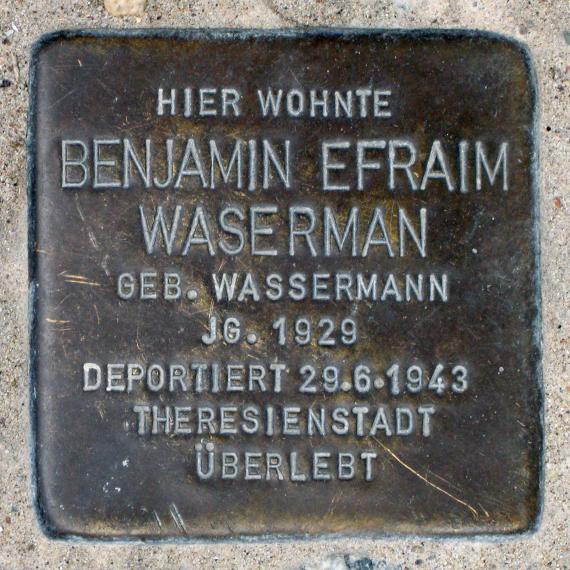 HIER WOHNTE
BENJAMIN EFRAIM
WASERMAN
GEB. WASSERMANN
JG. 1929
DEPORTIERT 29.6.1943
THERESIENSTADT
ÜBERLEBT